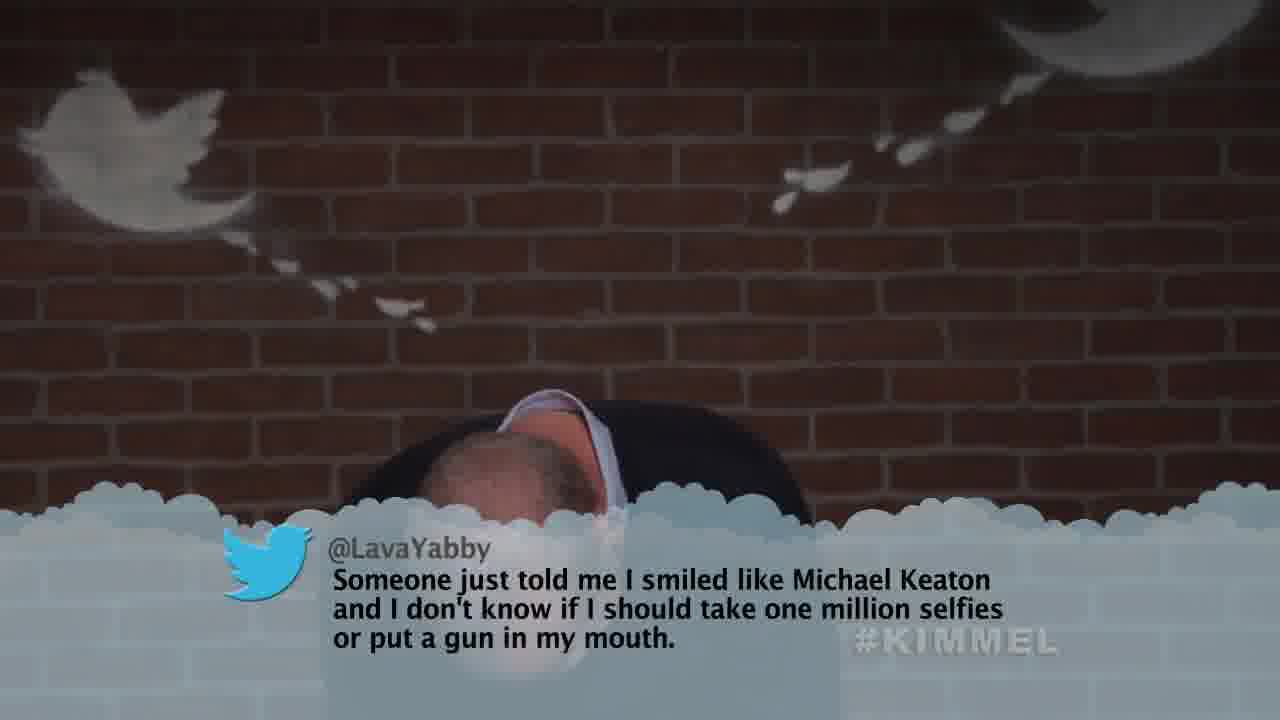 @LavaYabby
Someone just told me I smiled like Michael Keaton
and I don't know if I should take one million selfies
or put a gun in my mouth.
#KIMMEL